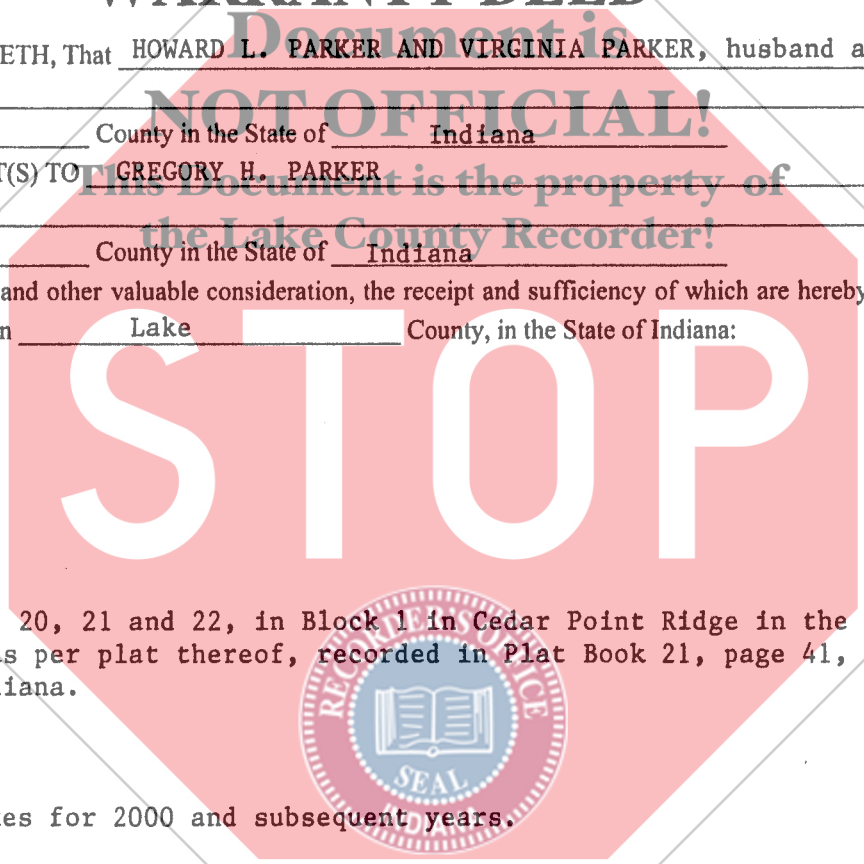 WARRANTY DEED
Document is
ETH, That HOWARD L. PARKER AND VIRGINIA PARKER, husband a
NOT OFFICIAL!
County in the State of Indiana
T(S) TO GREGORY H. PARKER
This Document is the property of
the Lake County Recorder!
County in the State of Indiana
and other valuable consideration, the receipt and sufficiency of which are hereby
n Lake County, in the State of Indiana:
STOP
20, 21 and 22, in Block 1 in Cedar Point Ridge in the
s per plat thereof, recorded in Plat Book 21, page 41,
iana.
RECORDER'S OFFICE
SEAL
INDIANA
es for 2000 and subsequent years.